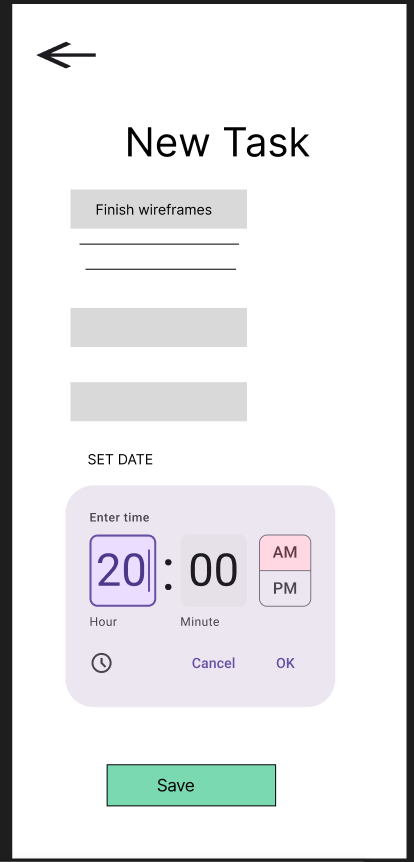 New Task
Finish wireframes
SET DATE
Enter time
20 : 00 AM
PM
Hour Minute
Cancel OK
Save